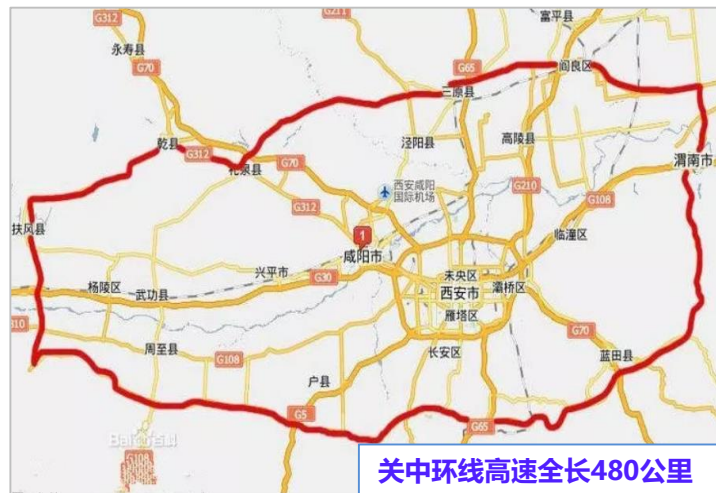 G312
G211
富平县
永寿县
G70
G65
阎良区
三原县
乾县
G312
泾阳县
高陵县
渭南市
礼泉县
G70
西安咸阳
国际机场
G210
G108
G312
扶风县
1
咸阳市
临潼区
兴平市
G30
未央区
灞桥区
杨陵区
武功县
西安市
雁塔区
310
G70
周至县
G108
长安区
蓝田县
户县
G5
G65
Bai
G108
关中环线高速全长480公里